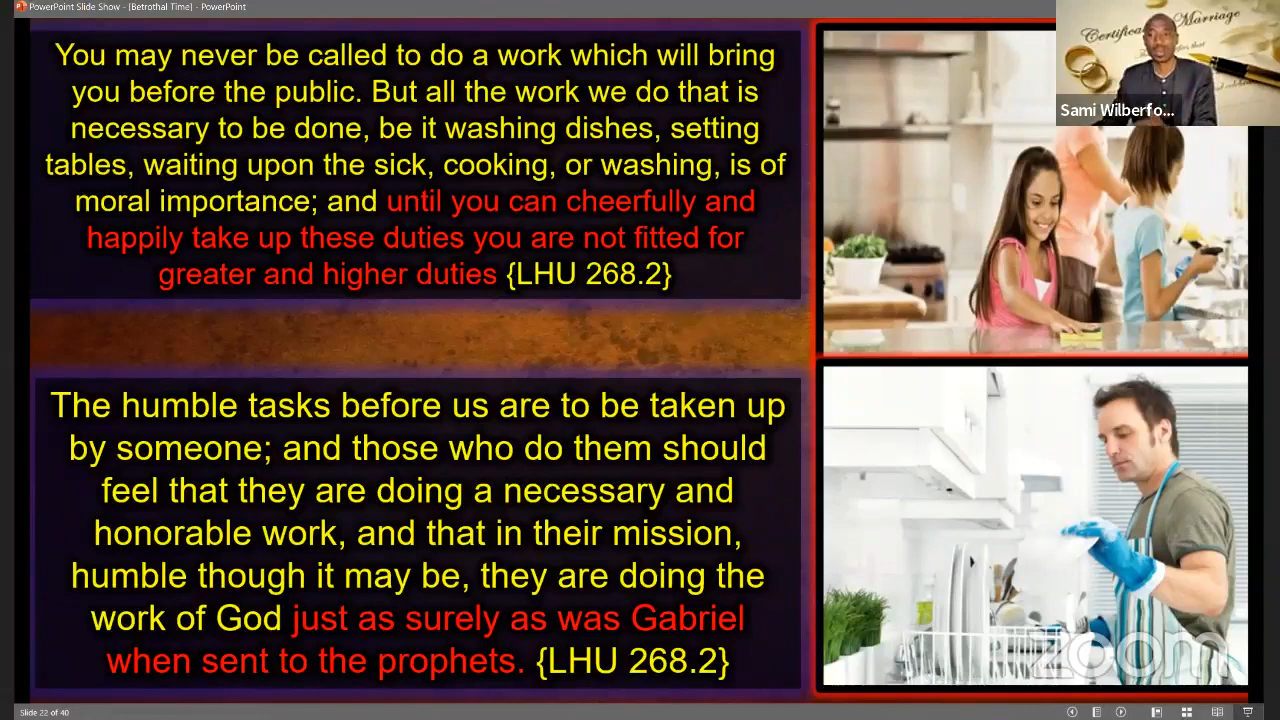 PowerPoint Slide Show - [Betrothal Time] - PowerPoint
You may never be called to do a work which will bring
you before the public. But all the work we do that is
necessary to be done, be it washing dishes, setting
tables, waiting upon the sick, cooking, or washing, is of
moral importance; and until you can cheerfully and
happily take up these duties you are not fitted for
greater and higher duties {LHU 268.2}
The humble tasks before us are to be taken up
by someone; and those who do them should
feel that they are doing a necessary and
honorable work, and that in their mission,
humble though it may be, they are doing the
work of God just as surely as was Gabriel
when sent to the prophets. {LHU 268.2}
Marriage
Sami Wilberfo...
zoom
Slide 22 of 40